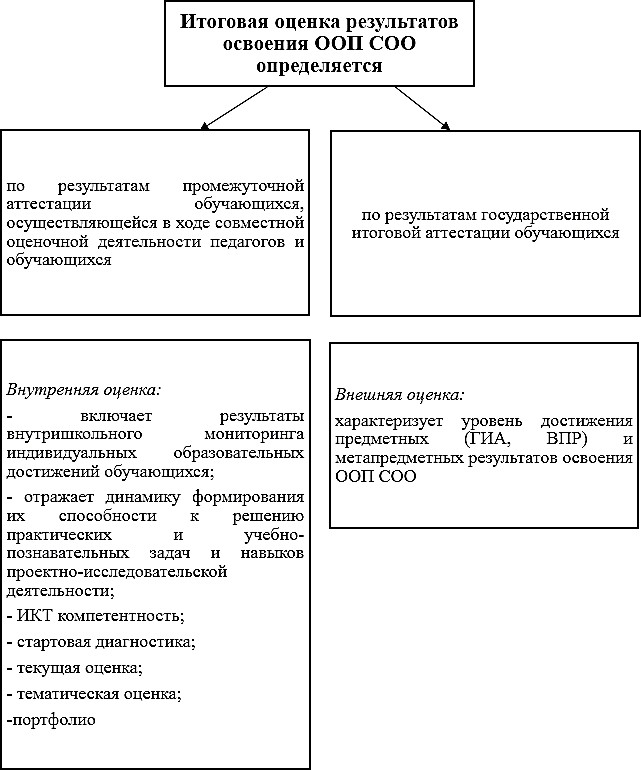 Итоговая оценка результатов
освоения ООП СОО
определяется
по результатам промежуточной
аттестации обучающихся,
осуществляющейся в ходе совместной
оценочной деятельности педагогов и
обучающихся
по результатам государственной
итоговой аттестации обучающихся
Внутренняя оценка:
- включает результаты
внутришкольного мониторинга
индивидуальных образовательных
достижений обучающихся;
- отражает динамику формирования
их способности к решению
практических и учебно-
познавательных задач и навыков
проектно-исследовательской
деятельности;
- ИКТ компетентность;
- стартовая диагностика;
- текущая оценка;
- тематическая оценка;
-портфолио
Внешняя оценка:
характеризует уровень достижения
предметных (ГИА, ВПР) и
метапредметных результатов освоения
ООП СОО